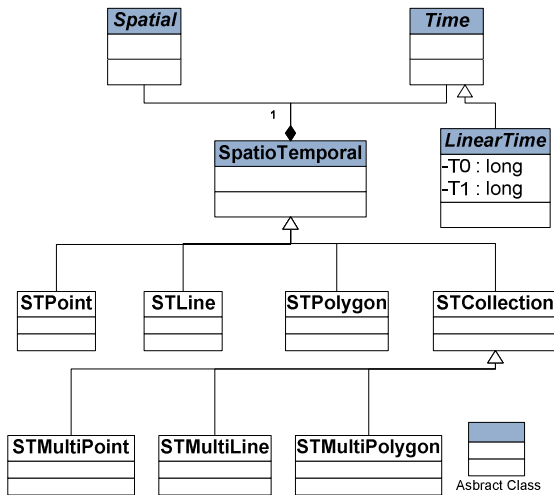 Spatial
Time
1
SpatioTemporal
LinearTime
-T0 : long
-T1 : long
STPoint
STLine
STPolygon
STCollection
STMultiPoint
STMultiLine
STMultiPolygon
Asbract Class